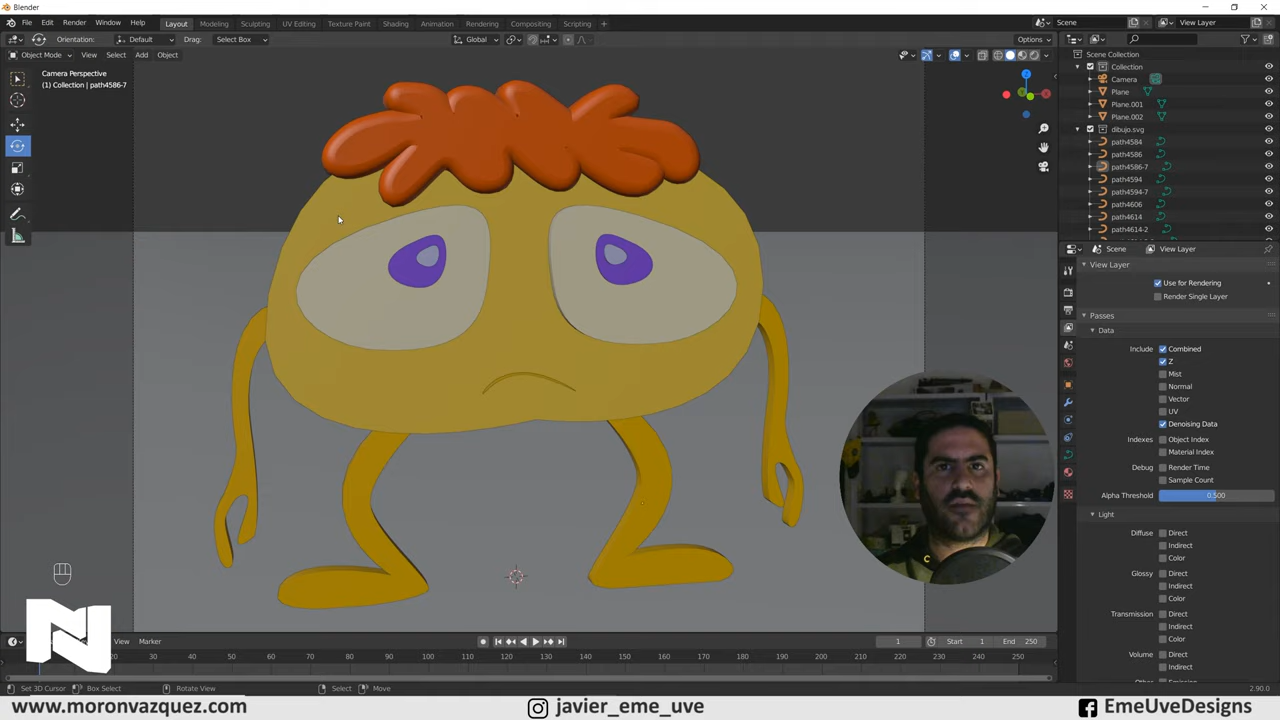 Blender
File Edit Render Window Help
Layout Modeling Sculpting UV Editing Texture Paint Shading Animation Rendering Compositing Scripting +
Scene
View Layer
Orientation: Default Drag: Select Box
Global
Options
Object Mode View Select Add Object
Camera Perspective
(1) Collection | path4586-7
Scene Collection
Collection
Camera
Plane
Plane.001
Plane.002
dibujo.svg
path4584
path4586
path4586-7
path4594
path4594-7
path4606
path4614
path4614-2
Scene View Layer
View Layer
Use for Rendering
Render Single Layer
Passes
Data
Include Combined
Z
Mist
Normal
Vector
UV
Denoising Data
Indexes Object Index
Material Index
Debug Render Time
Sample Count
Alpha Threshold 0.500
Light
Diffuse Direct
Indirect
Color
Glossy Direct
Indirect
Color
Transmission Direct
Indirect
Color
Volume Direct
Indirect
View Marker
1 Start 1 End 250
20 30 40 50 60 70 80 90 100 110 120 130 140 150 160 170 180 190 200 210 220 230 240 250
Set 3D Cursor Box Select Rotate View Select Move 2.90.0
N
www.moronvazquez.com javier_eme_uve EmeUveDesigns